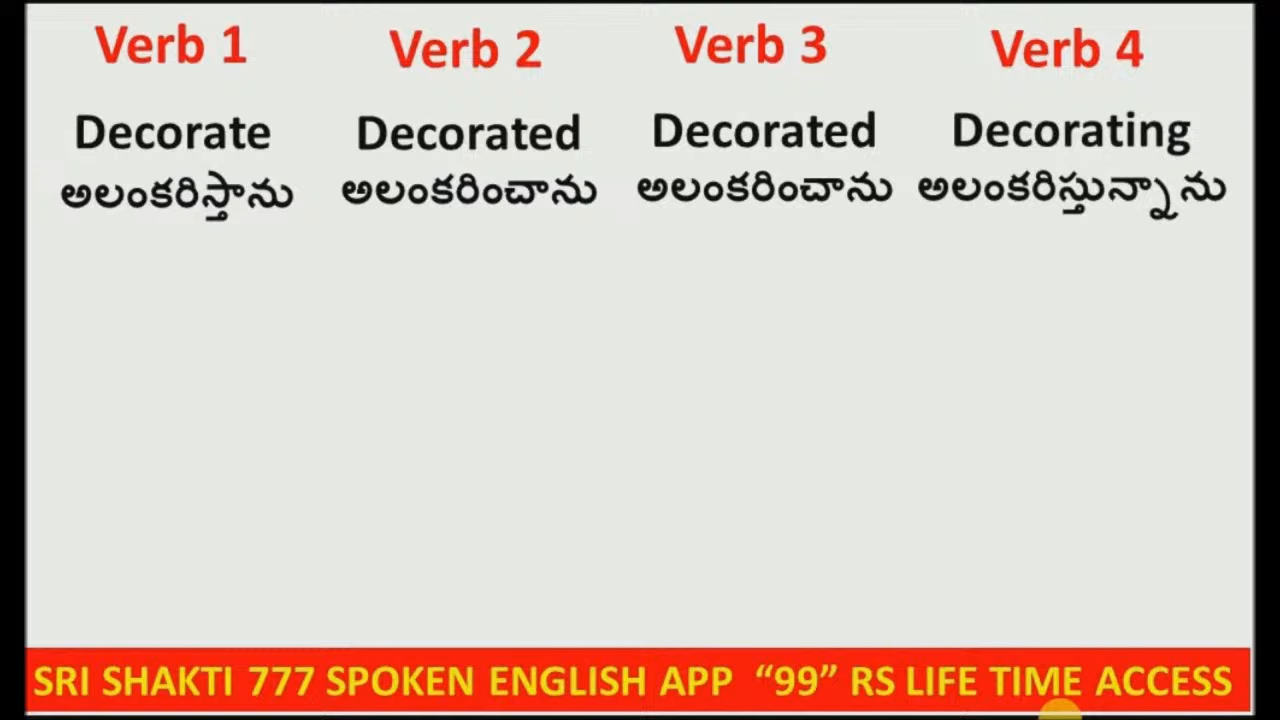 Verb 1 Verb 2 Verb 3 Verb 4
Decorate Decorated Decorated Decorating
అలంకరిస్తాను అలంకరించాను అలంకరించాను అలంకరిస్తున్నాను
SRI SHAKTI 777 SPOKEN ENGLISH APP “99” RS LIFE TIME ACCESS